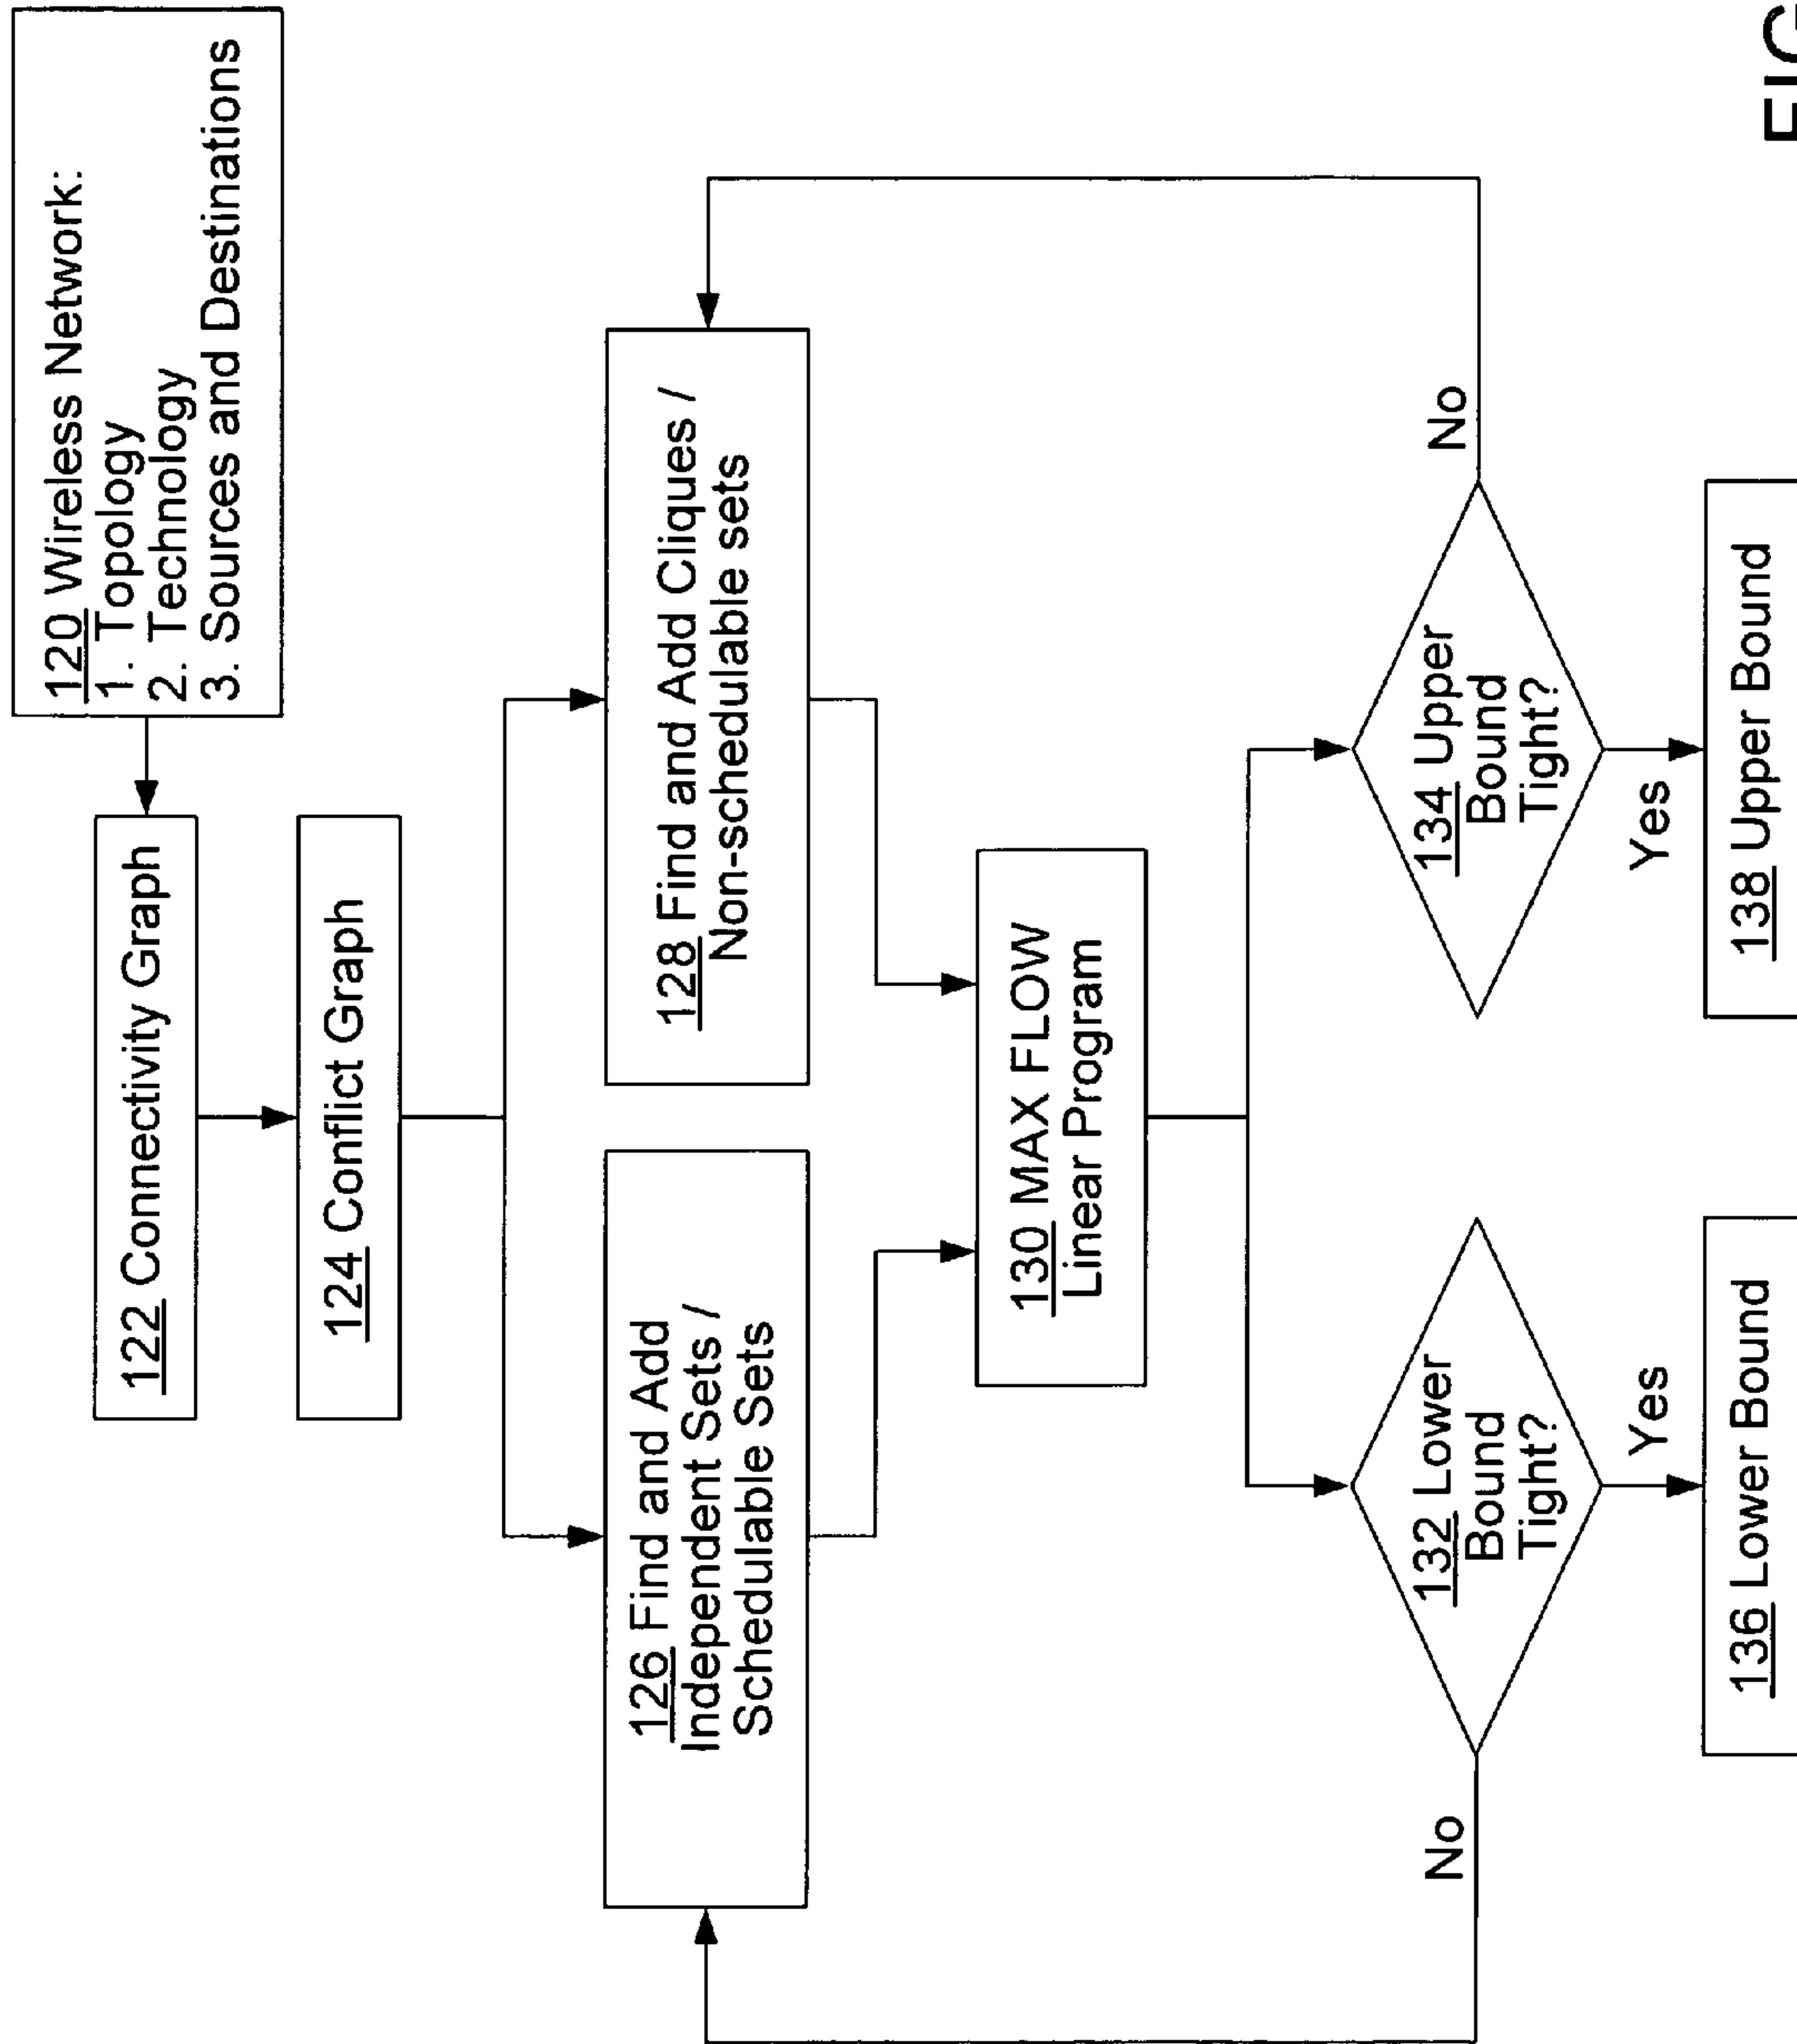 120 Wireless Network:
1. Topology
2. Technology
3. Sources and Destinations
122 Connectivity Graph
124 Conflict Graph
126 Find and Add
Independent Sets /
Schedulable Sets
128 Find and Add Cliques /
Non-schedulable sets
130 MAX FLOW
Linear Program
132 Lower
Bound
Tight?
No
Yes
134 Upper
Bound
Tight?
No
Yes
136 Lower Bound
138 Upper Bound